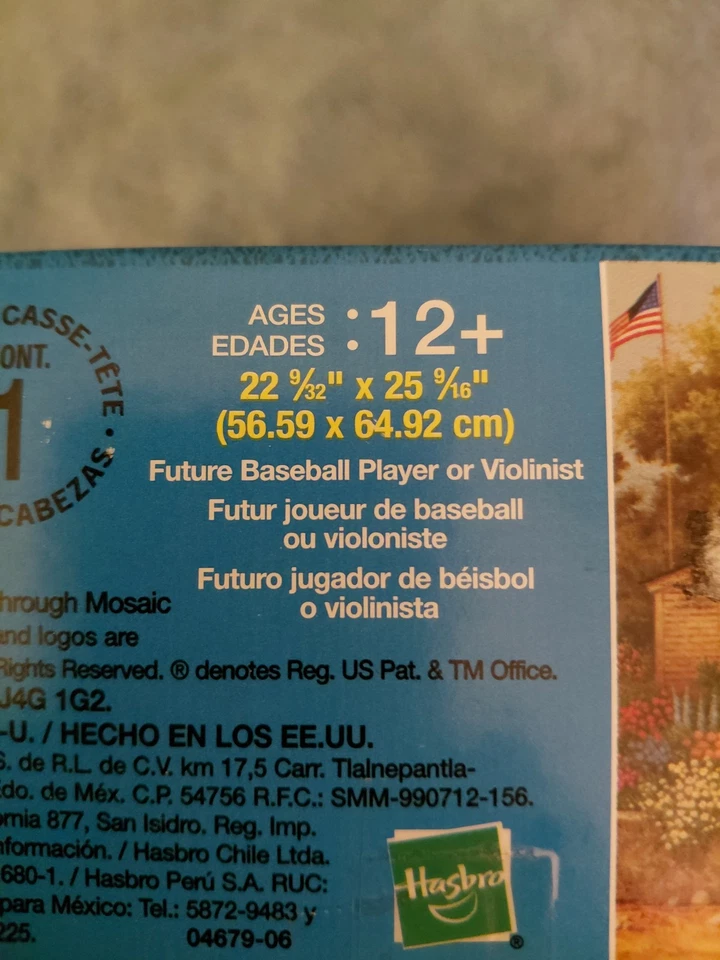 CASSE-TÊTE •
CABEZAS
ONT.
1
AGES
EDADES
:12+
22 9/32" x 25 9/16"
(56.59 x 64.92 cm)
Future Baseball Player or Violinist
Futur joueur de baseball
ou violoniste
Futuro jugador de béisbol
o violinista
hrough Mosaic
and logos are
Rights Reserved. ® denotes Reg. US Pat. & TM Office.
J4G 1G2.
-U. / HECHO EN LOS EE.UU.
S. de R.L. de C.V. km 17,5 Carr. Tlalnepantla-
Edo. de Méx. C.P. 54756 R.F.C.: SMM-990712-156.
ornia 877, San Isidro. Reg. Imp.
nformación. / Hasbro Chile Ltda.
680-1. / Hasbro Perú S.A. RUC:
para México: Tel.: 5872-9483 y
225.
04679-06
Hasbro
®